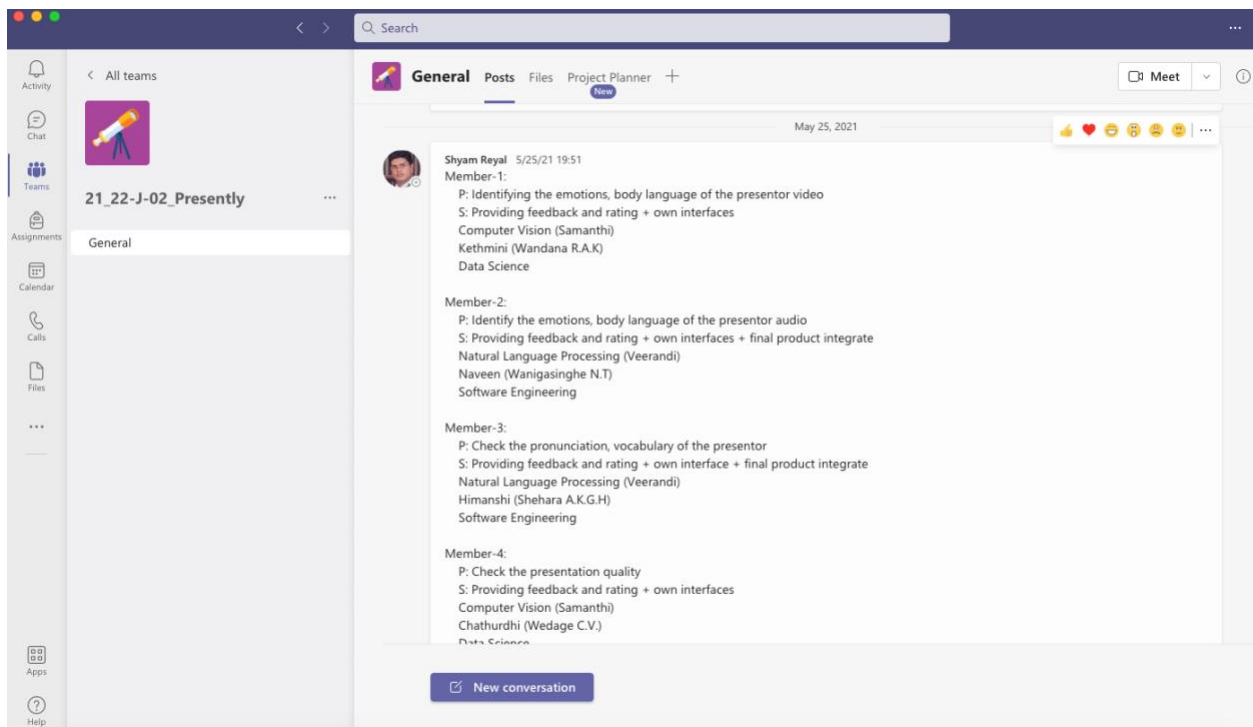 Search
...
Activity
Chat
Teams
Assignments
Calendar
Calls
Files
...
Apps
Help
All teams
21_22-J-02_Presently
...
General
General Posts Files Project Planner +
New
Meet
May 25, 2021
Shyam Reyal 5/25/21 19:51
Member-1:
P: Identifying the emotions, body language of the presentor video
S: Providing feedback and rating + own interfaces
Computer Vision (Samanthi)
Kethmini (Wandana R.A.K)
Data Science
Member-2:
P: Identify the emotions, body language of the presentor audio
S: Providing feedback and rating + own interfaces + final product integrate
Natural Language Processing (Veerandi)
Naveen (Wanigasinghe N.T)
Software Engineering
Member-3:
P: Check the pronunciation, vocabulary of the presentor
S: Providing feedback and rating + own interface + final product integrate
Natural Language Processing (Veerandi)
Himanshi (Shehara A.K.G.H)
Software Engineering
Member-4:
P: Check the presentation quality
S: Providing feedback and rating + own interfaces
Computer Vision (Samanthi)
Chathurdhi (Wedage C.V.)
Data Science
New conversation